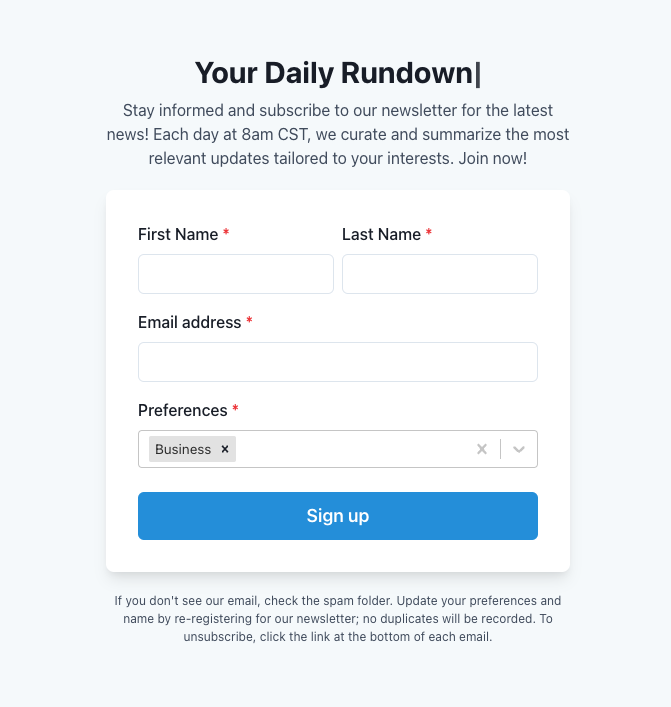 Your Daily Rundown|
Stay informed and subscribe to our newsletter for the latest
news! Each day at 8am CST, we curate and summarize the most
relevant updates tailored to your interests. Join now!
First Name * Last Name *
Email address *
Preferences *
Business ×
Sign up
If you don't see our email, check the spam folder. Update your preferences and
name by re-registering for our newsletter; no duplicates will be recorded. To
unsubscribe, click the link at the bottom of each email.